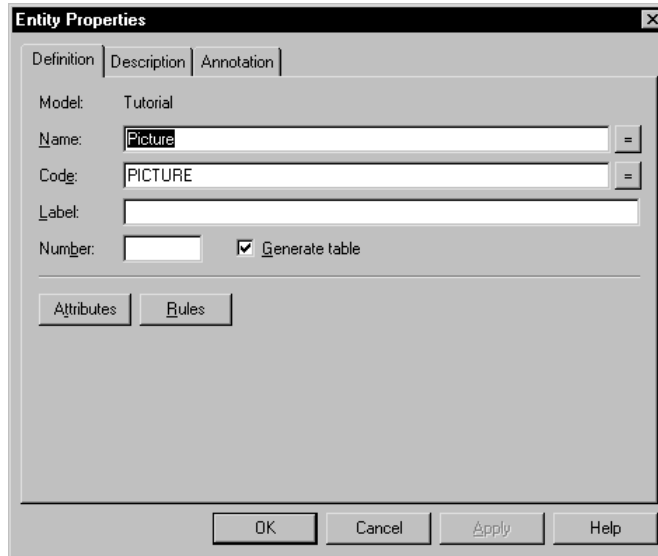 Entity Properties
Definition Description Annotation
Model: Tutorial
Name: Picture =
Code: PICTURE =
Label:
Number: Generate table
Attributes Rules
OK Cancel Apply Help